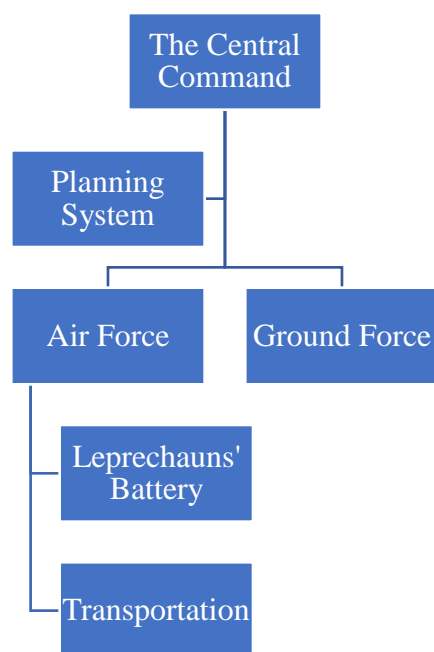 The Central
Command
Planning
System
Air Force
Ground Force
Leprechauns'
Battery
Transportation